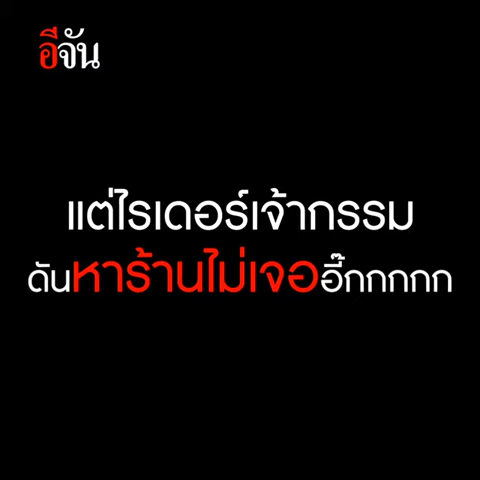 อีจัน
แต่ไรเดอร์เจ้ากรรม
ดันหาร้านไม่เจออี๊กกกกกก